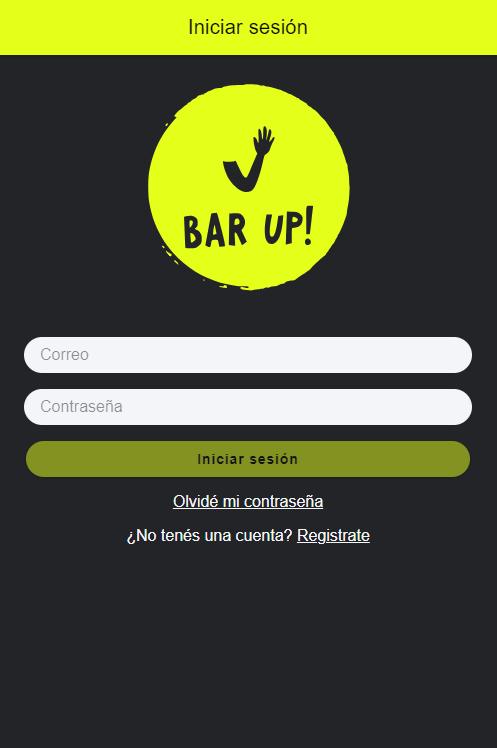 Iniciar sesión
BAR UP!
Correo
Contraseña
Iniciar sesión
Olvidé mi contraseña
¿No tenés una cuenta? Registrate